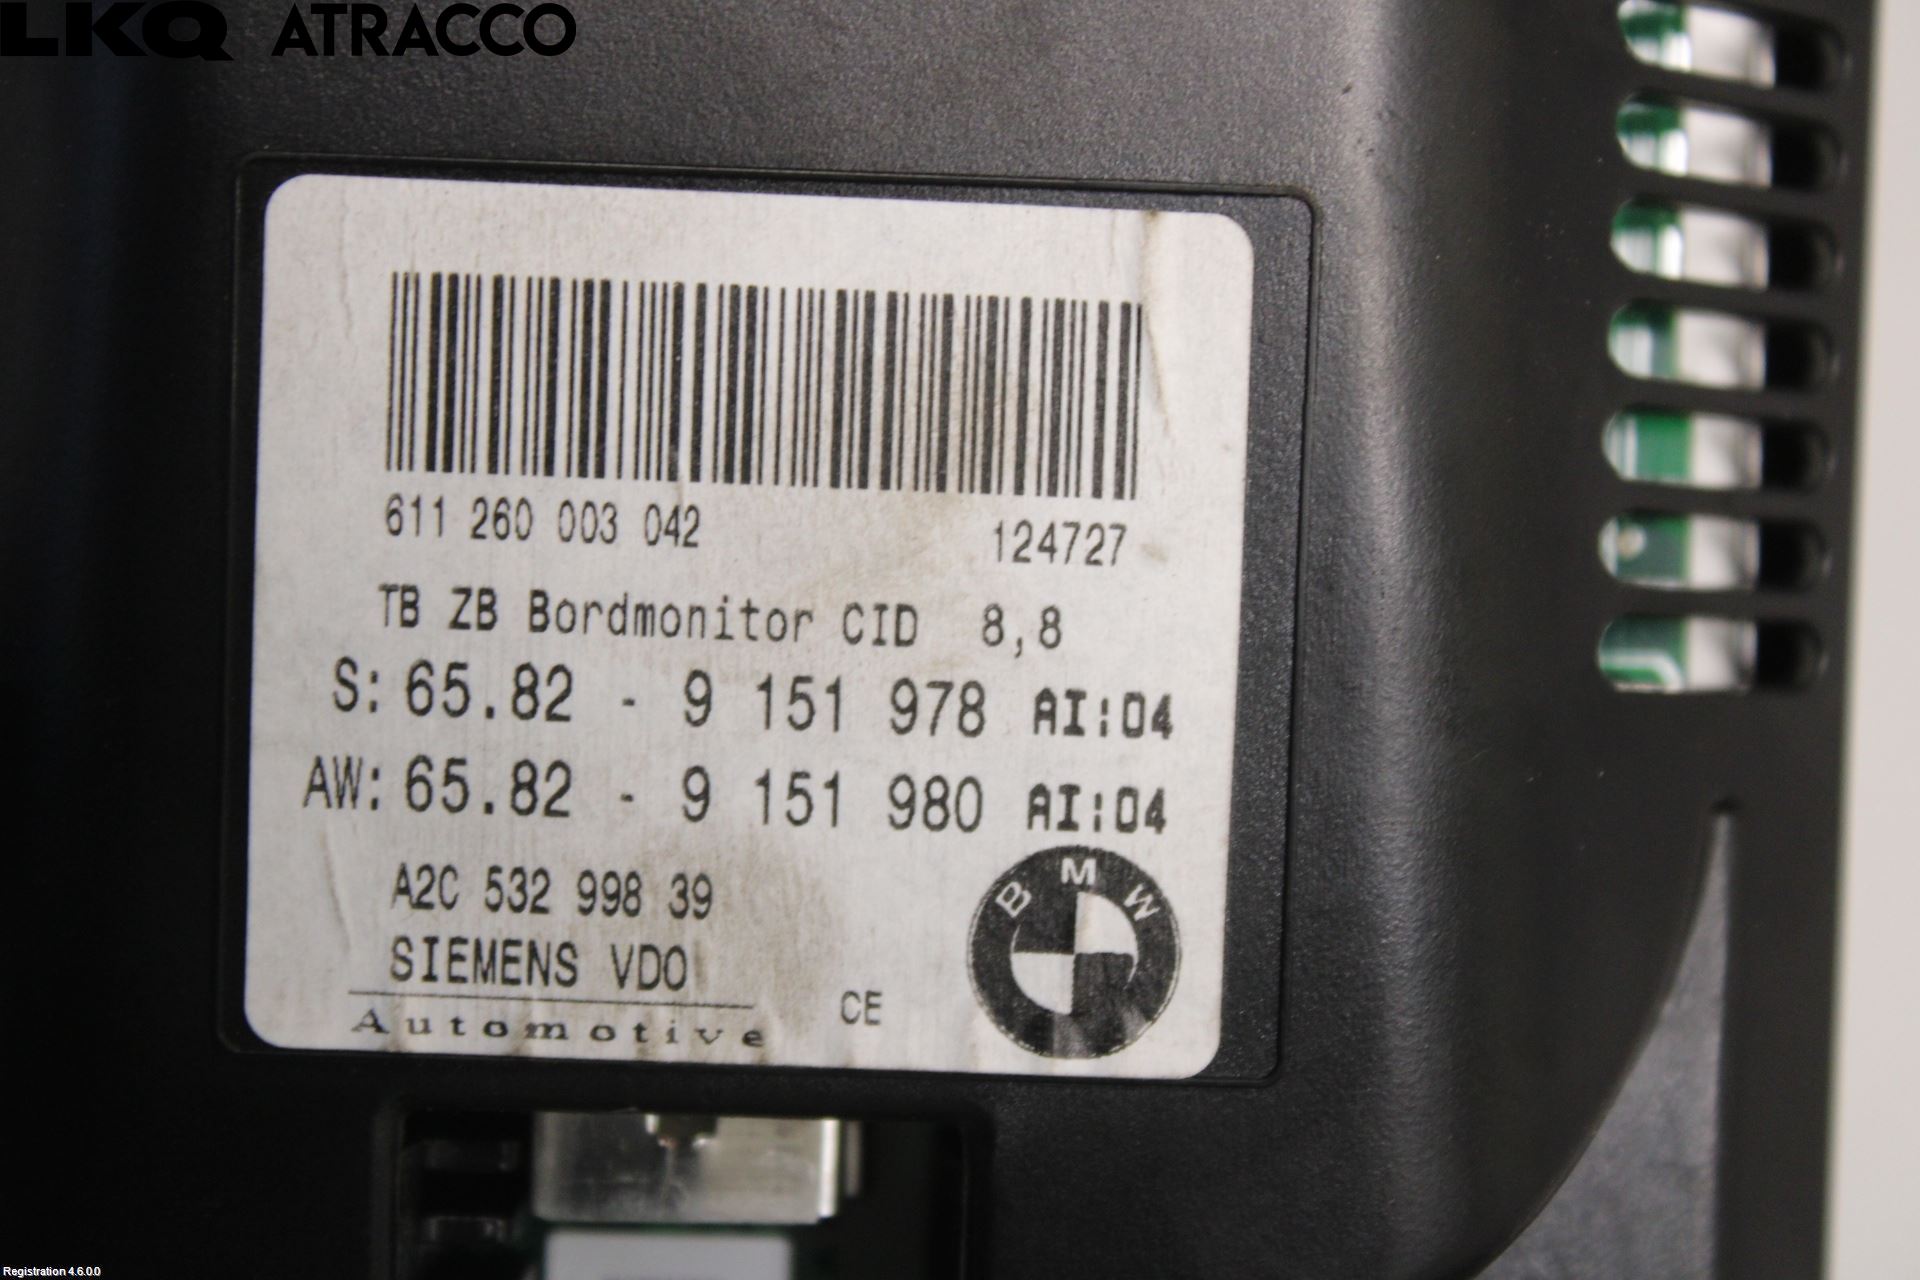 LKQ ATRACCO
611 260 003 042 124727
TB ZB Bordmonitor CID 8,8
S: 65.82 - 9 151 978 AI:04
AW: 65.82 - 9 151 980 AI:04
A2C 532 998 39
SIEMENS VDO
Automotive
CE
BMW
Registration 4.6.0.0